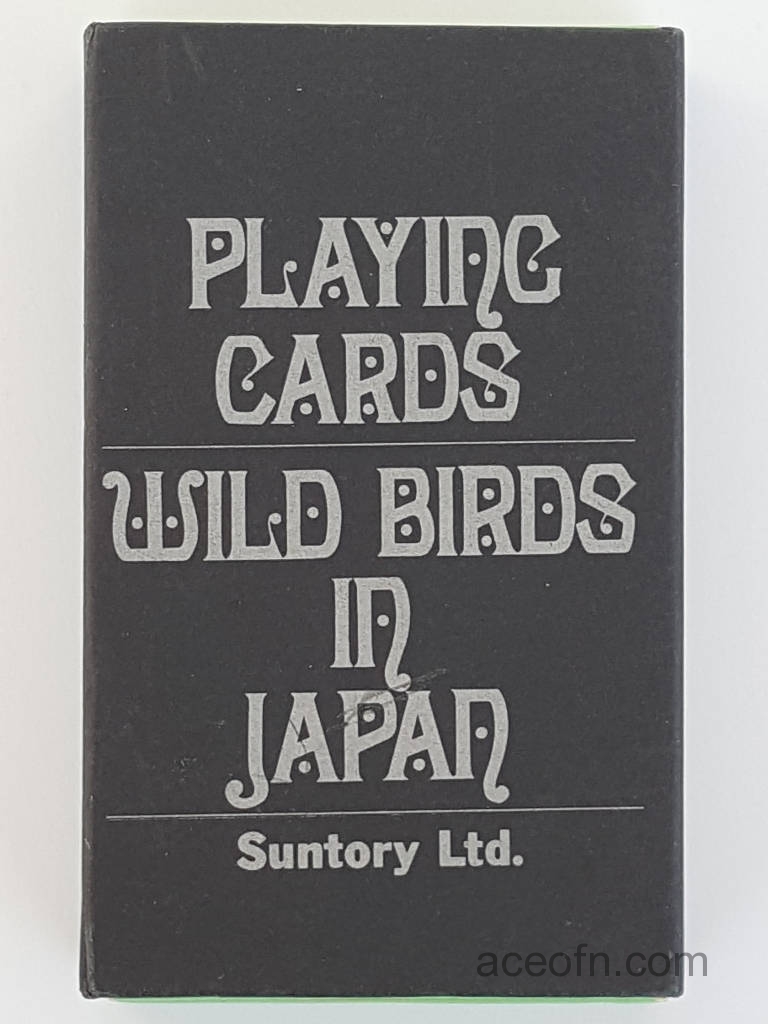 PLAYING
CARDS
WILD BIRDS
IN
JAPAN
Suntory Ltd.
aceofn.com